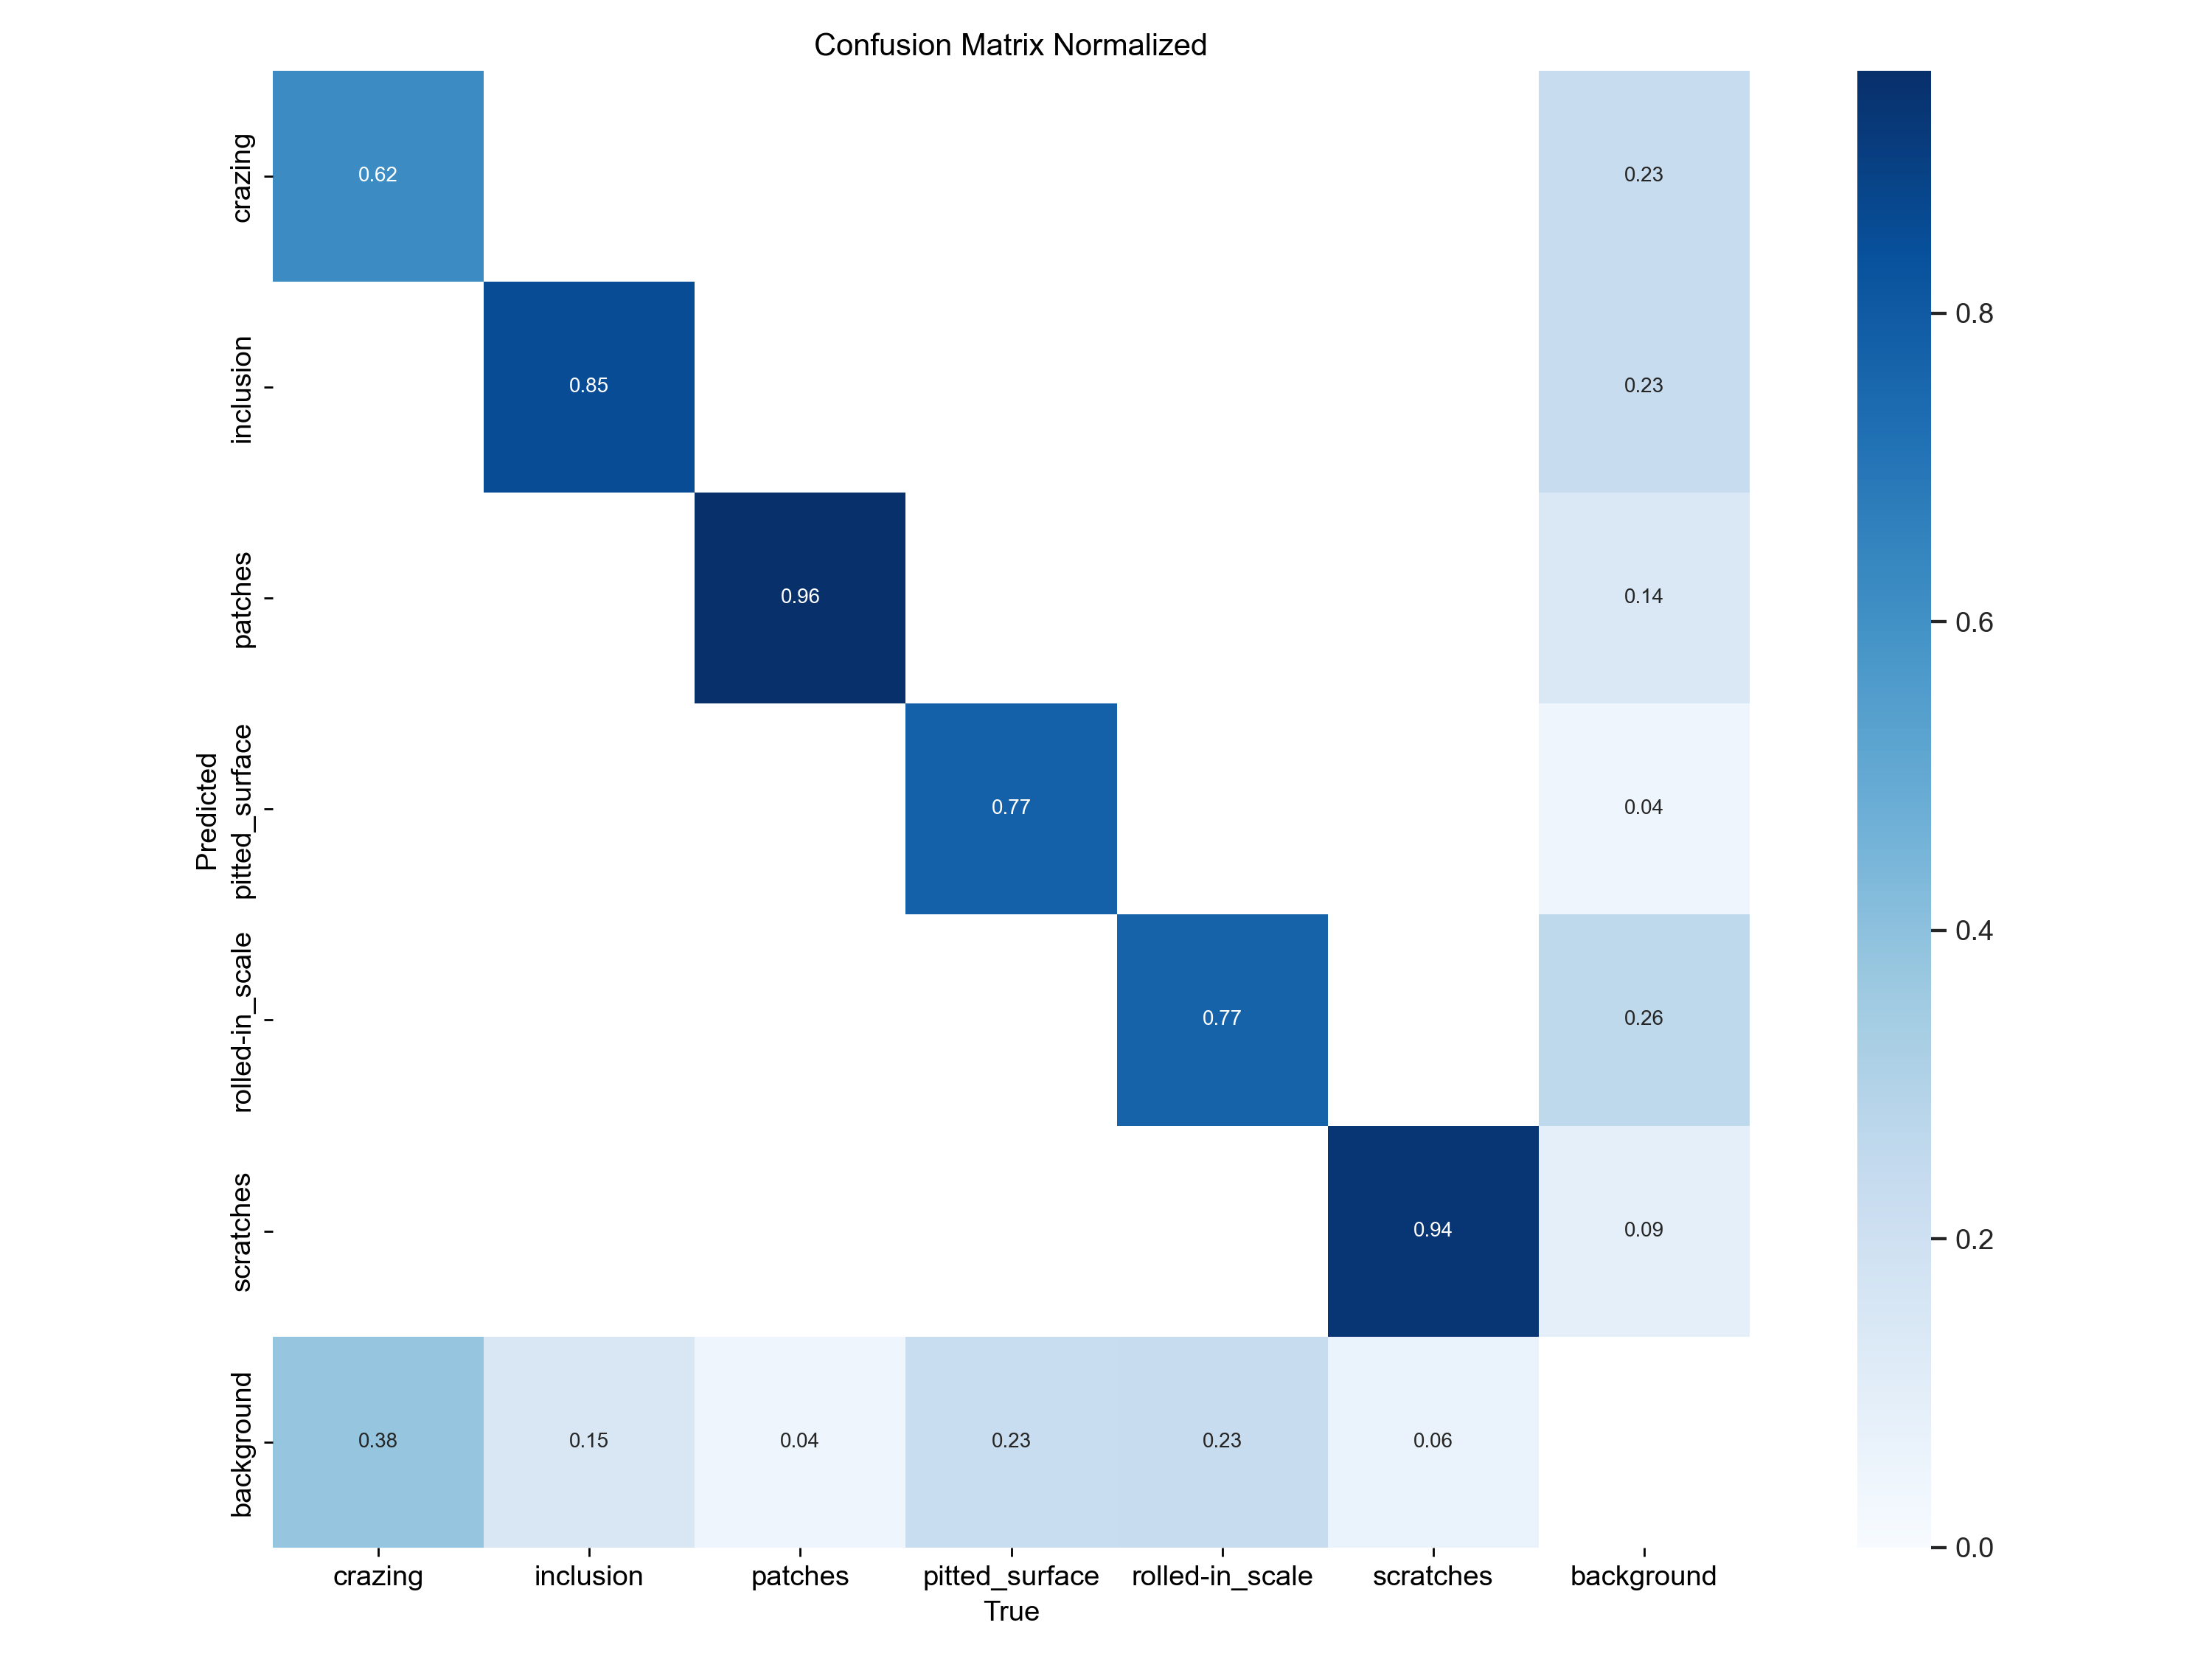 Confusion Matrix Normalized
crazing
0.62
0.23
inclusion
0.85
0.23
0.8
patches
0.96
0.14
0.6
Predicted
pitted_surface
0.77
0.04
0.4
rolled-in_scale
0.77
0.26
scratches
0.94
0.09
0.2
background
0.38 0.15 0.04 0.23 0.23 0.06
0.0
crazing inclusion patches pitted_surface rolled-in_scale scratches background
True